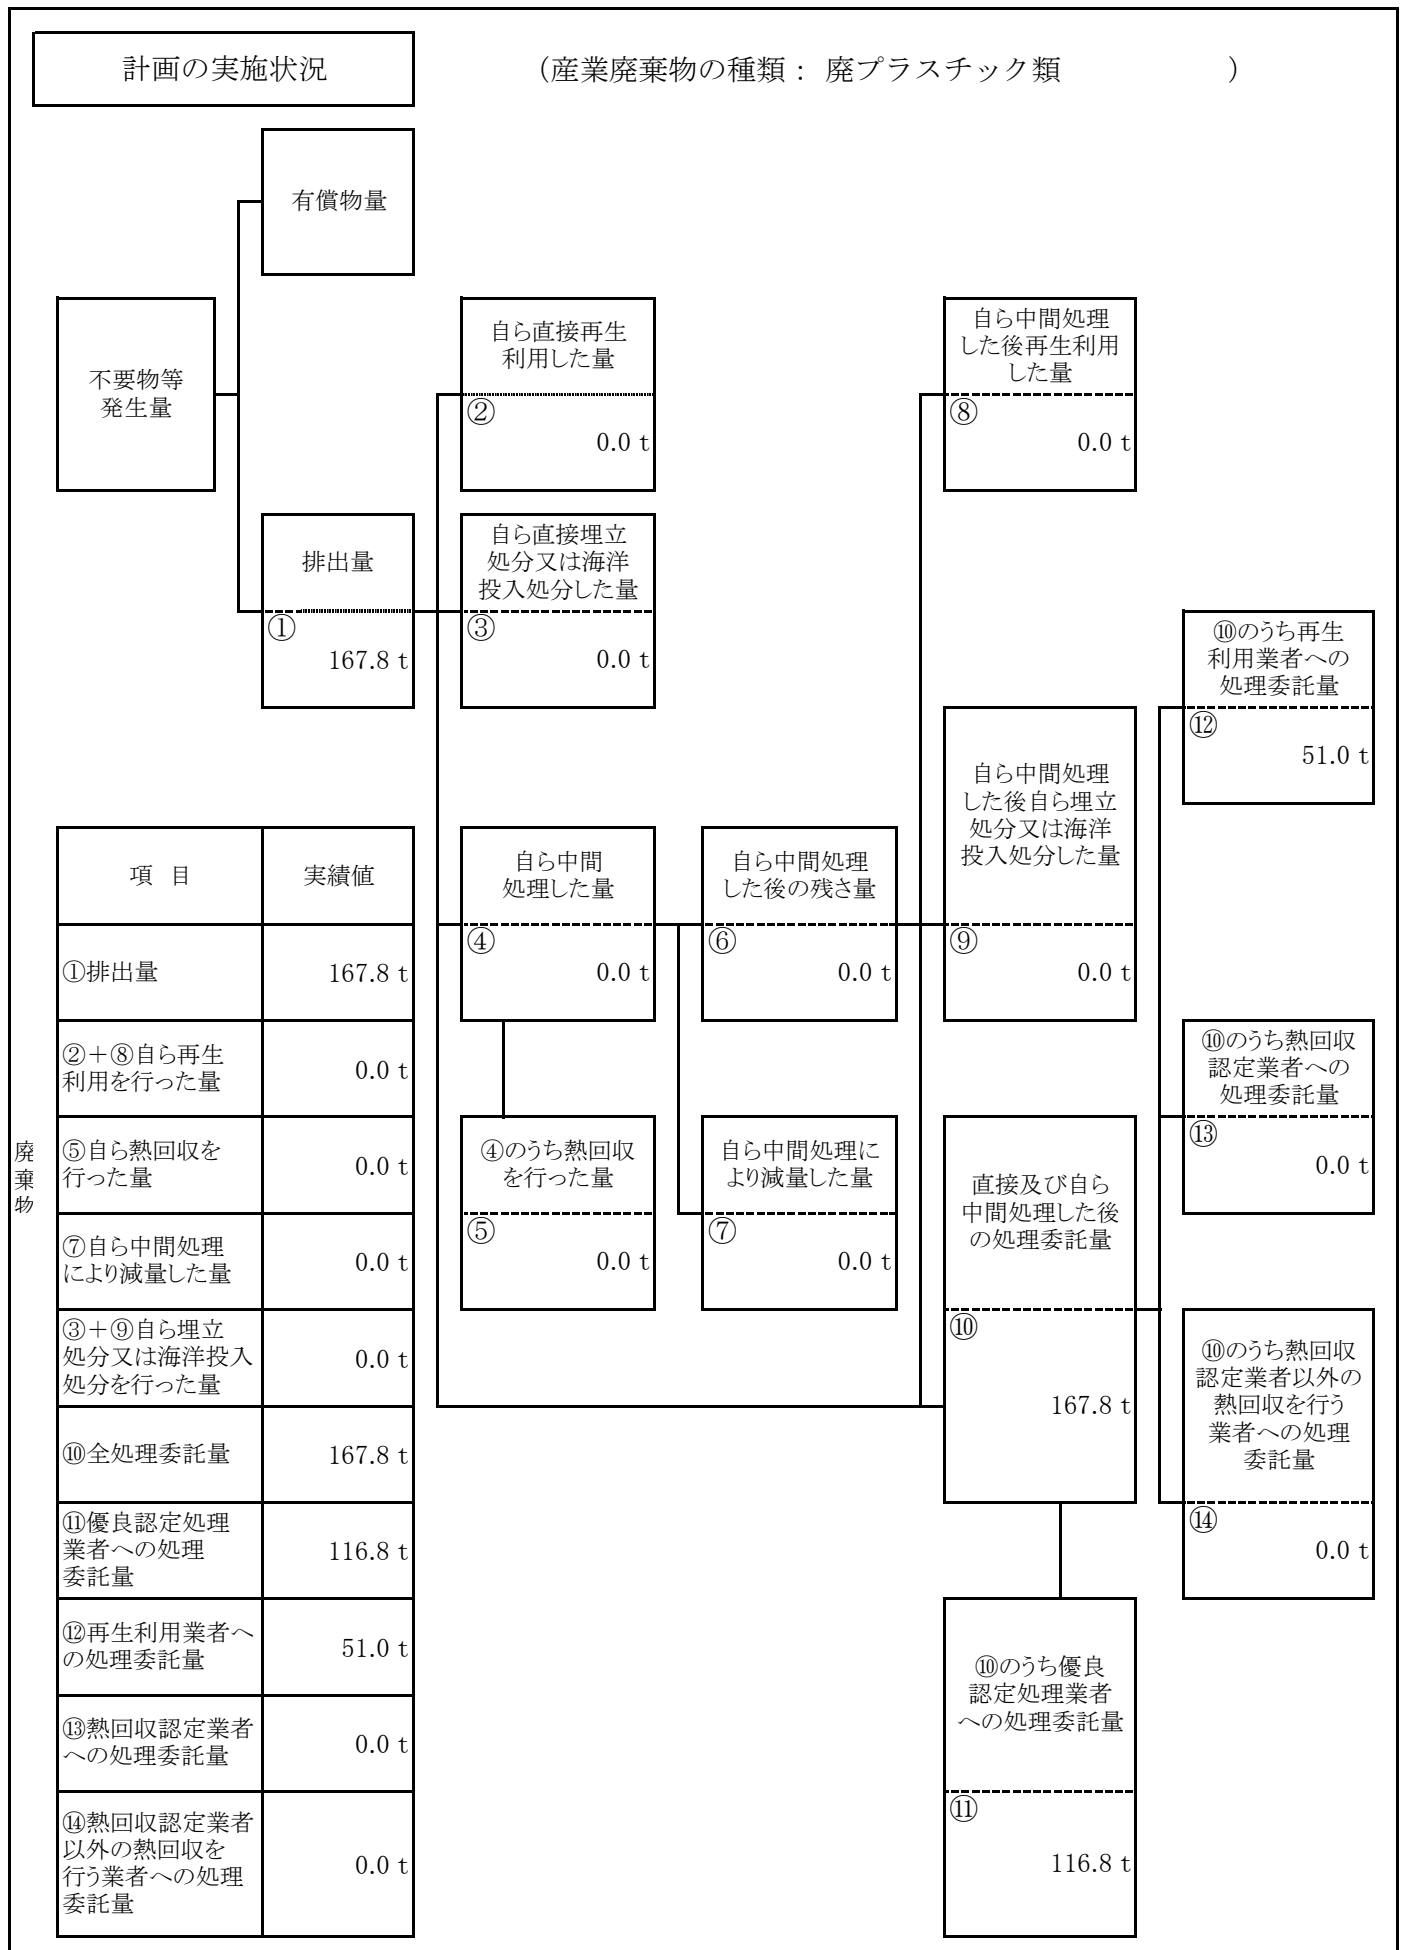 計画の実施状況
（産業廃棄物の種類： 廃プラスチック類 ）
有償物量
不要物等
発生量
自ら直接再生
利用した量
②
0.0 t
自ら中間処理
した後再生利用
した量
⑧
0.0 t
排出量
①
167.8 t
自ら直接埋立
処分又は海洋
投入処分した量
③
0.0 t
⑩のうち再生
利用業者への
処理委託量
⑫
51.0 t
自ら中間処理
した後自ら埋立
処分又は海洋
投入処分した量
⑨
0.0 t
自ら中間
処理した量
④
0.0 t
自ら中間処理
した後の残さ量
⑥
0.0 t
⑩のうち熱回収
認定業者への
処理委託量
⑬
0.0 t
④のうち熱回収
を行った量
⑤
0.0 t
自ら中間処理に
より減量した量
⑦
0.0 t
直接及び自ら
中間処理した後
の処理委託量
⑩
167.8 t
⑩のうち熱回収
認定業者以外の
熱回収を行う
業者への処理
委託量
⑭
0.0 t
⑩のうち優良
認定処理業者
への処理委託量
⑪
116.8 t
項 目 実績値
①排出量 167.8 t
②＋⑧自ら再生
利用を行った量
0.0 t
⑤自ら熱回収を
行った量
0.0 t
⑦自ら中間処理
により減量した量
0.0 t
③＋⑨自ら埋立
処分又は海洋投入
処分を行った量
0.0 t
⑩全処理委託量 167.8 t
⑪優良認定処理
業者への処理
委託量
116.8 t
⑫再生利用業者へ
の処理委託量
51.0 t
⑬熱回収認定業者
への処理委託量
0.0 t
⑭熱回収認定業者
以外の熱回収を
行う業者への処理
委託量
0.0 t
廃
棄
物